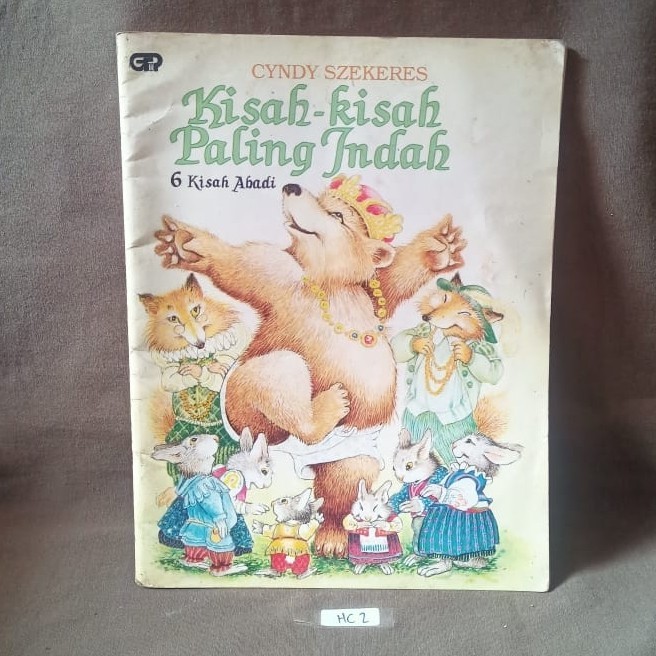 CYNDY SZEKERES
Kisah-kisah
Paling Indah
6 Kisah Abadi
HC 2